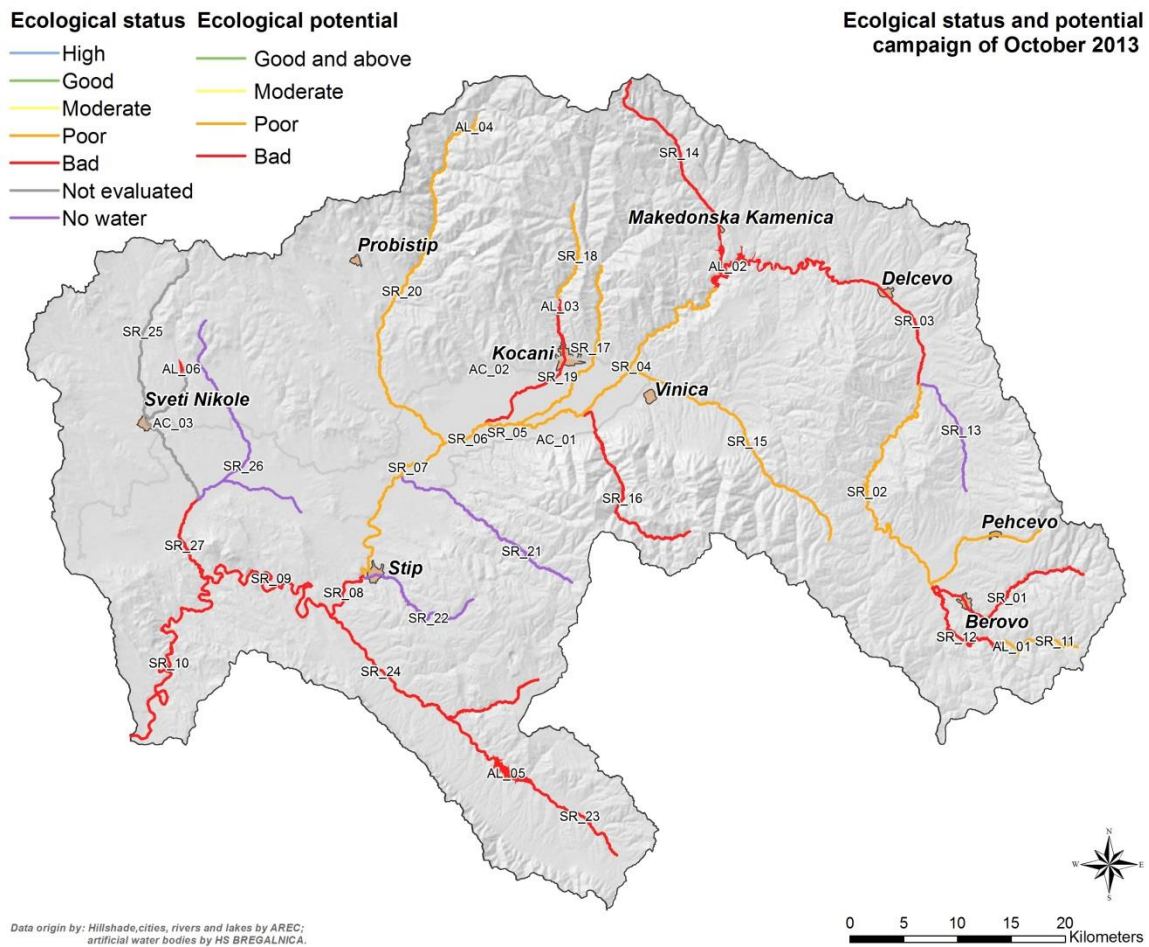 Ecological status
High
Good
Moderate
Poor
Bad
Not evaluated
No water
Ecological potential
Good and above
Moderate
Poor
Bad
Ecolgical status and potential
campaign of October 2013
AL_04
SR_14
Makedonska Kamenica
Probistip
SR_18
AL_02
Delcevo
SR_20
AL_03
SR_03
SR_25
Kocani
SR_17
AC_02
SR_04
AL_06
SR_19
Vinica
Sveti Nikole
AC_03
SR_05
SR_06
AC_01
SR_15
SR_13
SR_26
SR_07
SR_02
SR_16
Pehcevo
SR_27
SR_21
Stip
SR_09
SR_08
SR_01
SR_22
Berovo
SR_12
AL_01
SR_11
SR_10
SR_24
AL_05
SR_23
N
W
E
S
0 5 10 15 20
Kilometers
Data origin by: Hillshade,cities, rivers and lakes by AREC;
artificial water bodies by HS BREGALNICA.